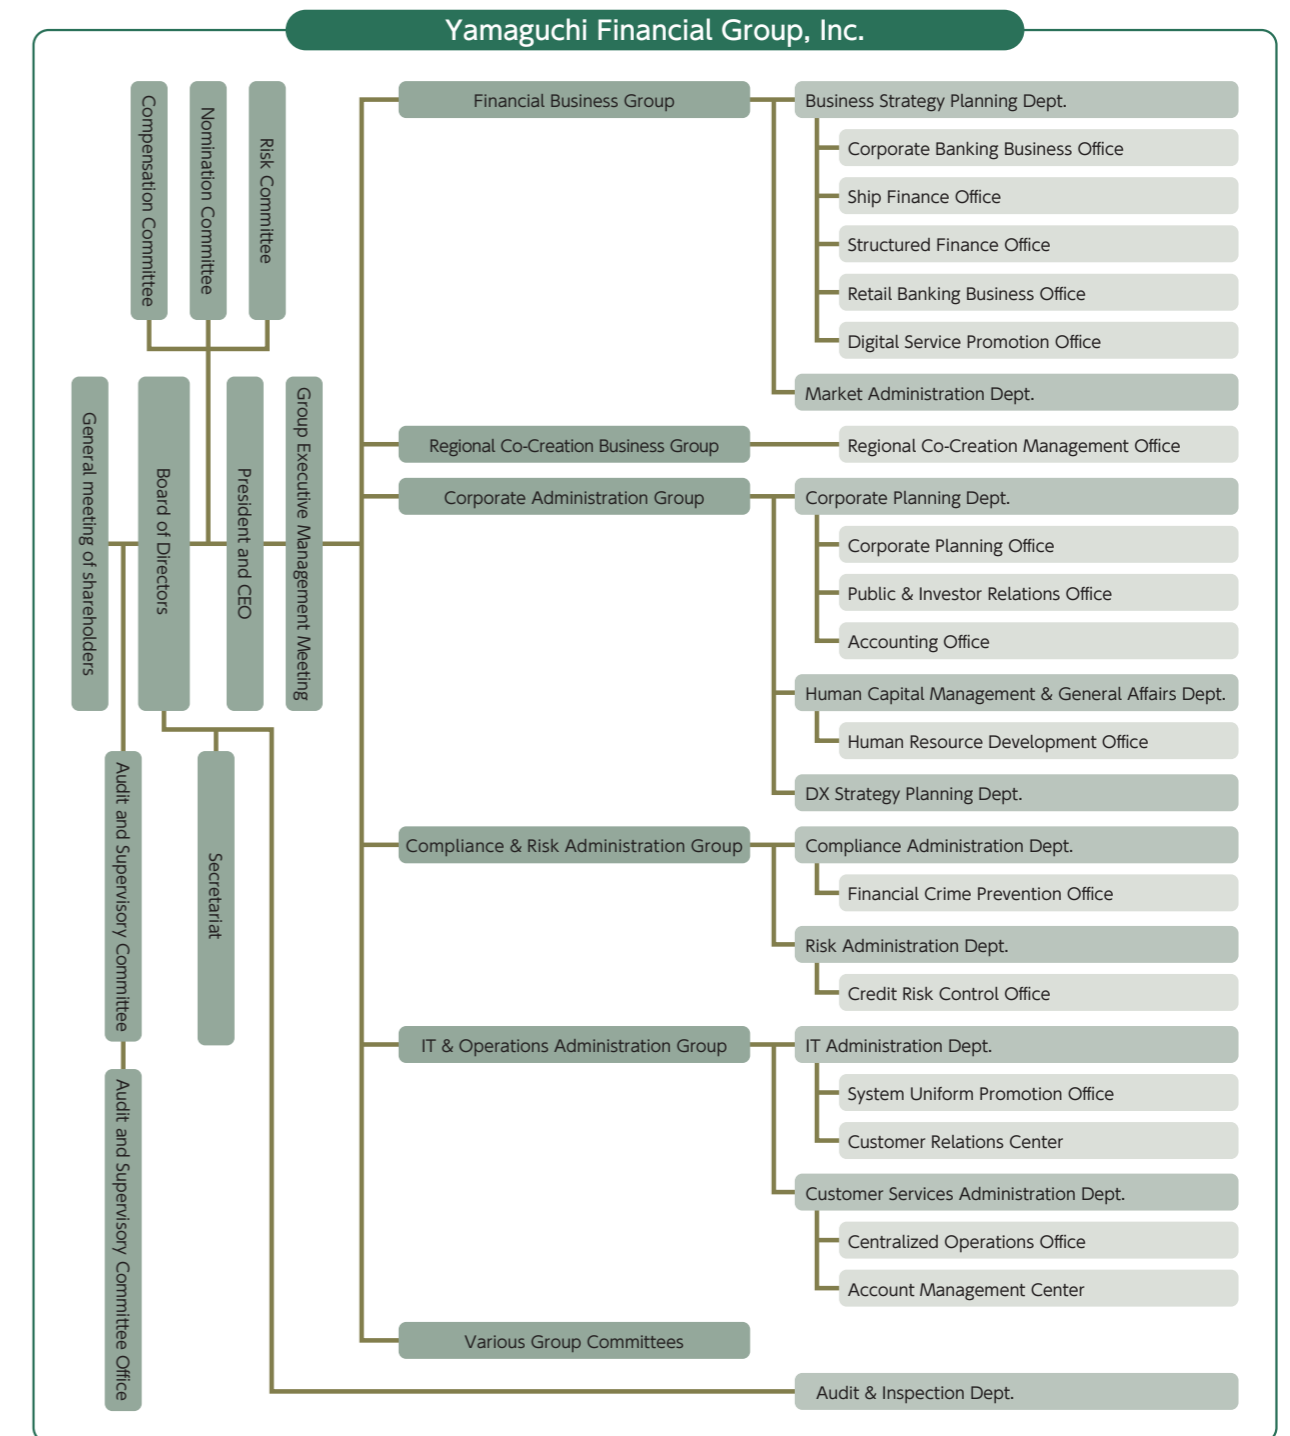 Yamaguchi Financial Group, Inc.
Compensation Committee
Nomination Committee
Risk Committee
General meeting of shareholders
Board of Directors
President and CEO
Group Executive Management Meeting
Audit and Supervisory Committee
Secretariat
Audit and Supervisory Committee Office
Financial Business Group
Business Strategy Planning Dept.
Corporate Banking Business Office
Ship Finance Office
Structured Finance Office
Retail Banking Business Office
Digital Service Promotion Office
Market Administration Dept.
Regional Co-Creation Business Group
Regional Co-Creation Management Office
Corporate Administration Group
Corporate Planning Dept.
Corporate Planning Office
Public & Investor Relations Office
Accounting Office
Human Capital Management & General Affairs Dept.
Human Resource Development Office
DX Strategy Planning Dept.
Compliance & Risk Administration Group
Compliance Administration Dept.
Financial Crime Prevention Office
Risk Administration Dept.
Credit Risk Control Office
IT & Operations Administration Group
IT Administration Dept.
System Uniform Promotion Office
Customer Relations Center
Customer Services Administration Dept.
Centralized Operations Office
Account Management Center
Various Group Committees
Audit & Inspection Dept.